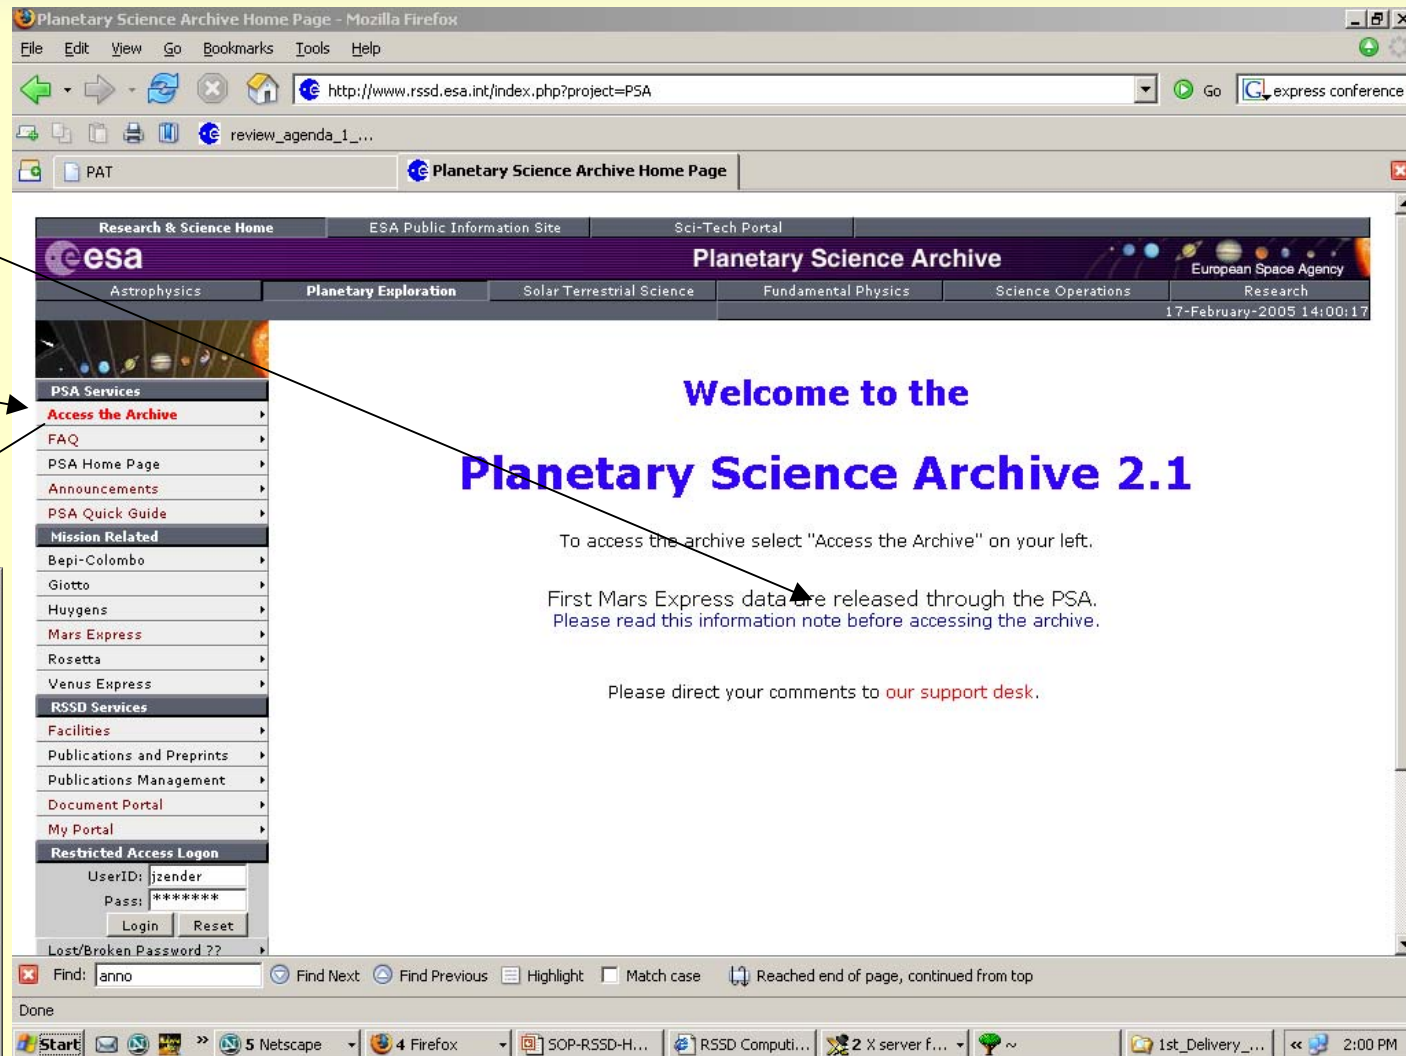 Planetary Science Archive Home Page - Mozilla Firefox
File Edit View Go Bookmarks Tools Help
http://www.rssd.esa.int/index.php?project=PSA Go G express conference
review_agenda_1_...
PAT Planetary Science Archive Home Page
Research & Science Home ESA Public Information Site Sci-Tech Portal
esa Planetary Science Archive European Space Agency
Astrophysics Planetary Exploration Solar Terrestrial Science Fundamental Physics Science Operations Research
17-February-2005 14:00:17
PSA Services
Access the Archive
FAQ
PSA Home Page
Announcements
PSA Quick Guide
Mission Related
Bepi-Colombo
Giotto
Huygens
Mars Express
Rosetta
Venus Express
RSSD Services
Facilities
Publications and Preprints
Publications Management
Document Portal
My Portal
Restricted Access Logon
UserID: jzender
Pass: *******
Login Reset
Lost/Broken Password ??
Welcome to the
Planetary Science Archive 2.1
To access the archive select "Access the Archive" on your left.
First Mars Express data are released through the PSA.
Please read this information note before accessing the archive.
Please direct your comments to our support desk.
Find: anno Find Next Find Previous Highlight Match case Reached end of page, continued from top
Done
Start » 5 Netscape 4 Firefox SOP-RSSD-H... RSSD Computi... 2 X server f... ~ 1st_Delivery_... « 2:00 PM